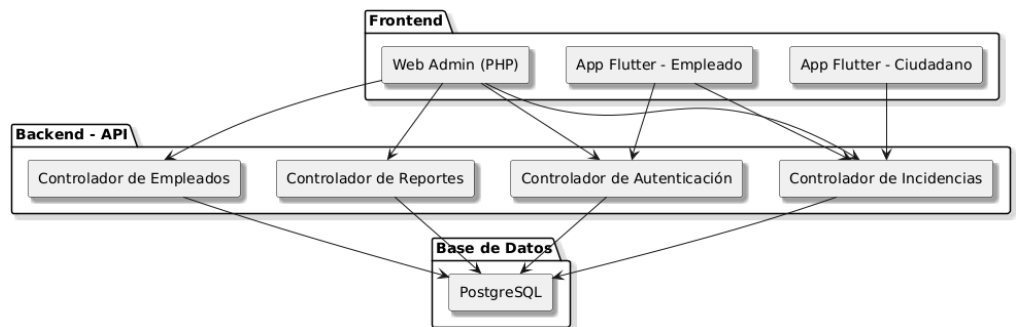 Frontend
Web Admin (PHP)
App Flutter - Empleado
App Flutter - Ciudadano
Backend - API
Controlador de Empleados
Controlador de Reportes
Controlador de Autenticación
Controlador de Incidencias
Base de Datos
PostgreSQL